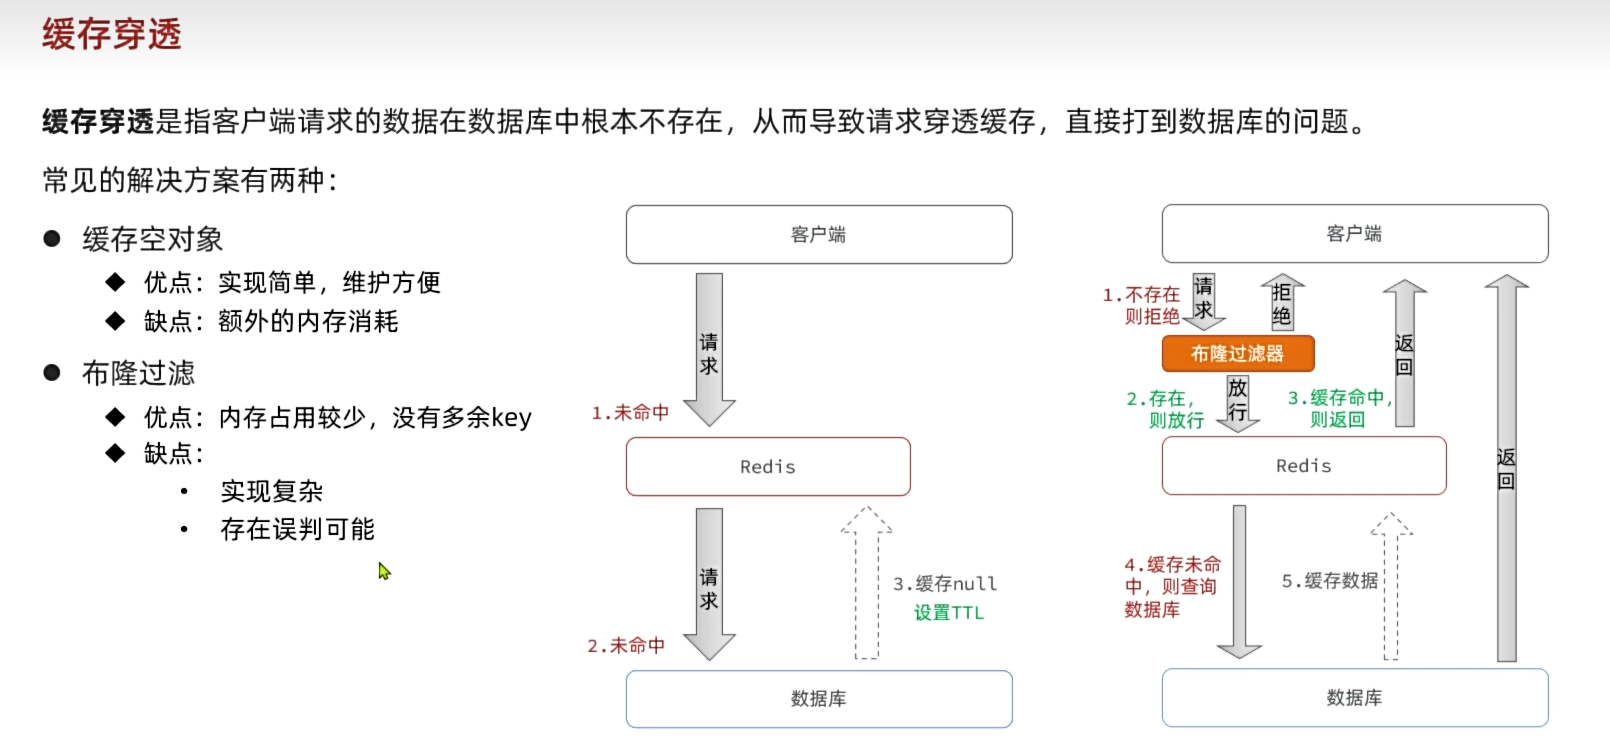 缓存穿透
缓存穿透是指客户端请求的数据在数据库中根本不存在，从而导致请求穿透缓存，直接打到数据库的问题。
常见的解决方案有两种：
● 缓存空对象
◆ 优点：实现简单，维护方便
◆ 缺点：额外的内存消耗
● 布隆过滤
◆ 优点：内存占用较少，没有多余key
◆ 缺点：
• 实现复杂
• 存在误判可能
客户端
请求
1.未命中
Redis
请求
2.未命中
3.缓存null
设置TTL
数据库
客户端
1.不存在
则拒绝
请求
拒绝
布隆过滤器
2.存在，
则放行
放行
3.缓存命中，
则返回
返回
Redis
4.缓存未命
中，则查询
数据库
5.缓存数据
返回
数据库